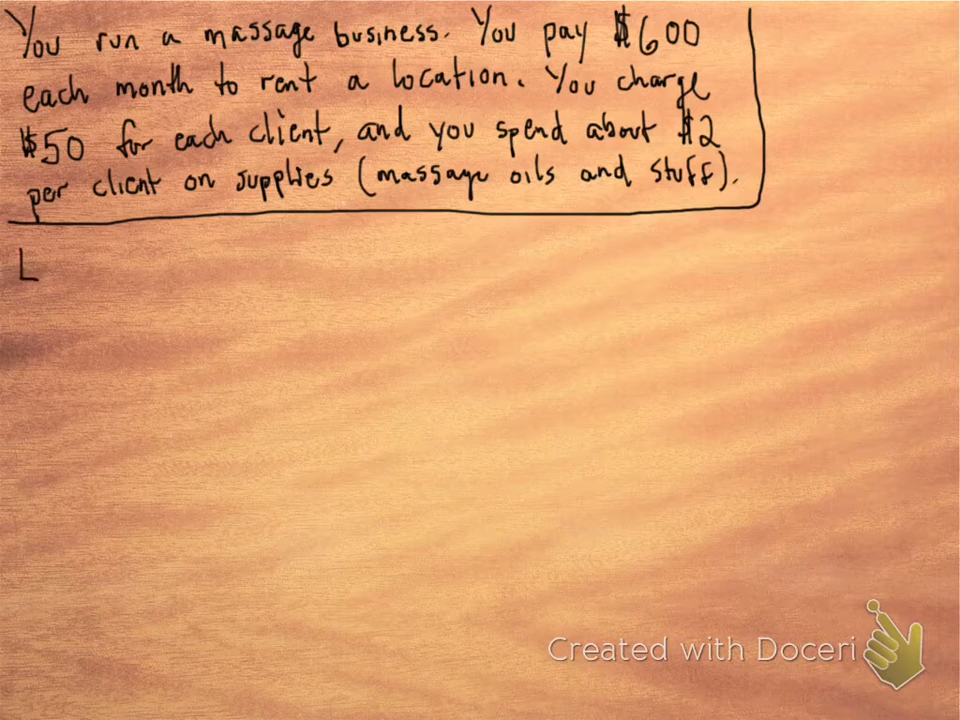 You run a massage business. You pay $600
each month to rent a location. You charge
$50 for each client, and you spend about $2
per client on supplies (massage oils and stuff).
L
Created with Doceri